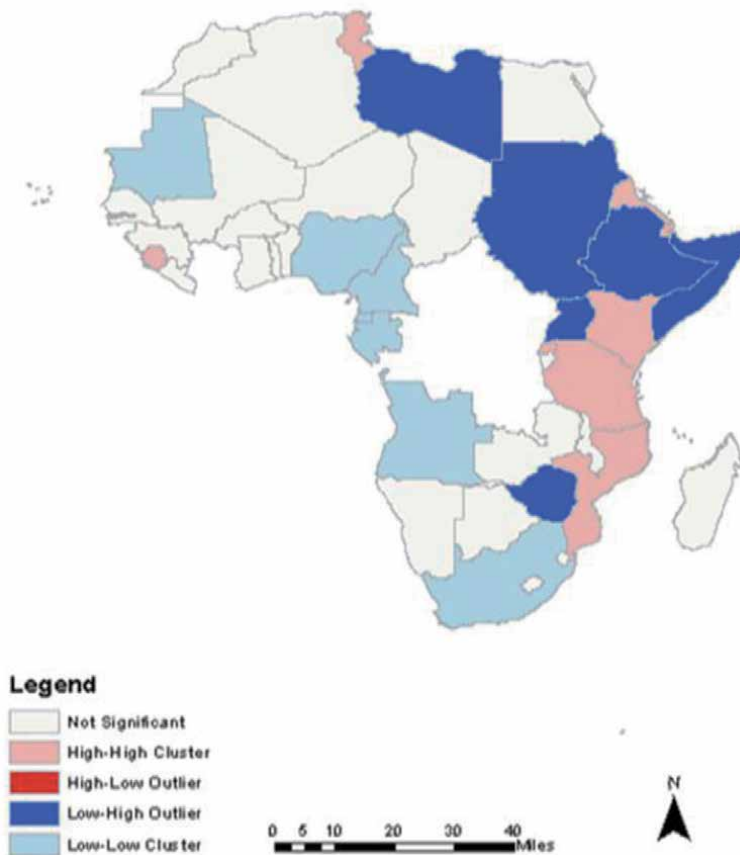 Legend
Not Significant
High-High Cluster
High-Low Outlier
Low-High Outlier
Low-Low Cluster
0 5 10 20 30 40
Miles
N